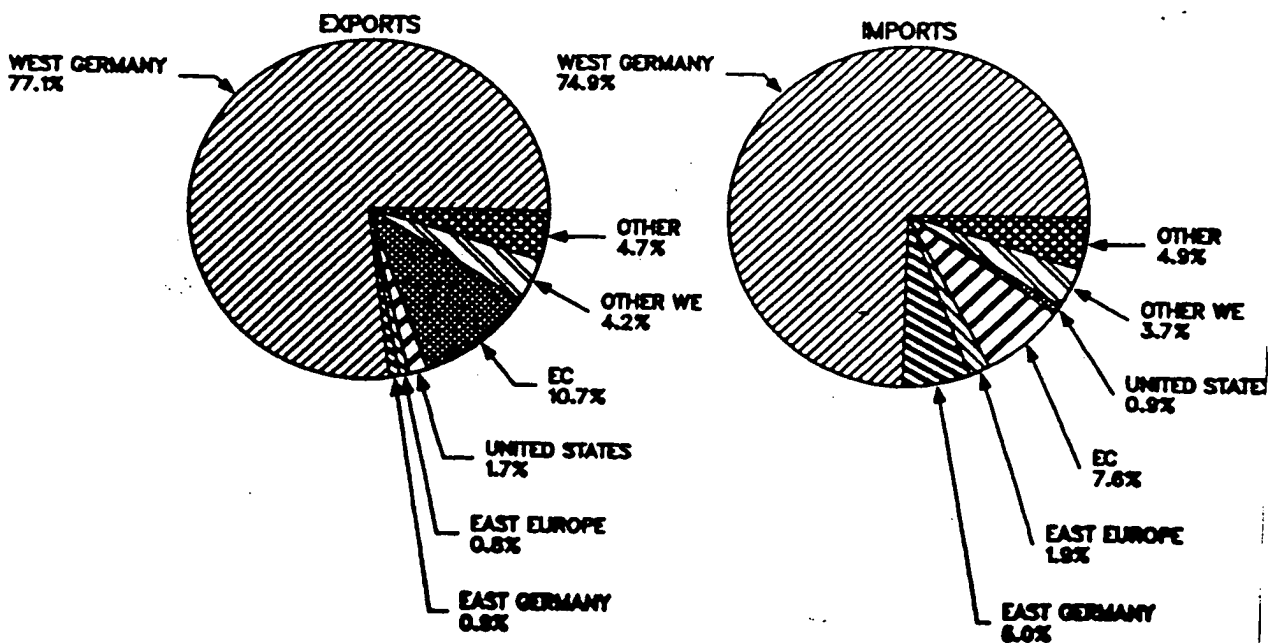 EXPORTS
WEST GERMANY
77.1%
OTHER
4.7%
OTHER WE
4.2%
EC
10.7%
UNITED STATES
1.7%
EAST EUROPE
0.8%
EAST GERMANY
IMPORTS
WEST GERMANY
74.9%
OTHER
4.9%
OTHER WE
3.7%
UNITED STATES
0.9%
EC
7.6%
EAST EUROPE
1.9%
EAST GERMANY
6.0%